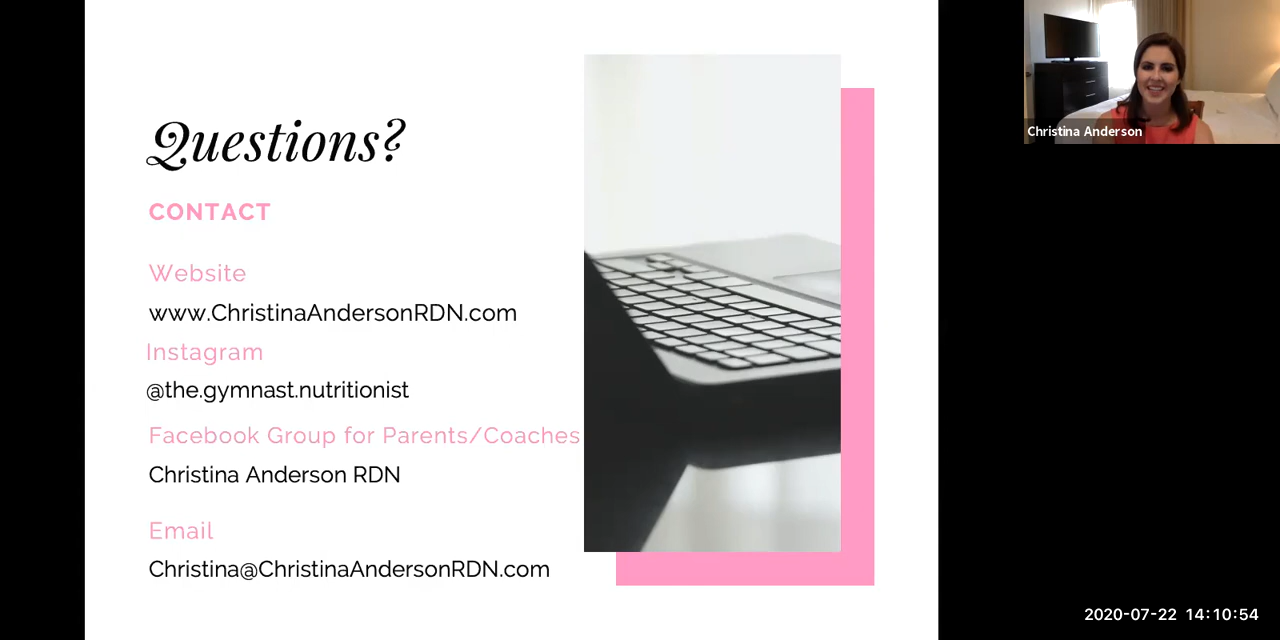 Questions?
CONTACT
Website
www.ChristinaAndersonRDN.com
Instagram
@the.gymnast.nutritionist
Facebook Group for Parents/Coaches
Christina Anderson RDN
Email
Christina@ChristinaAndersonRDN.com
Christina Anderson
2020-07-22 14:10:54